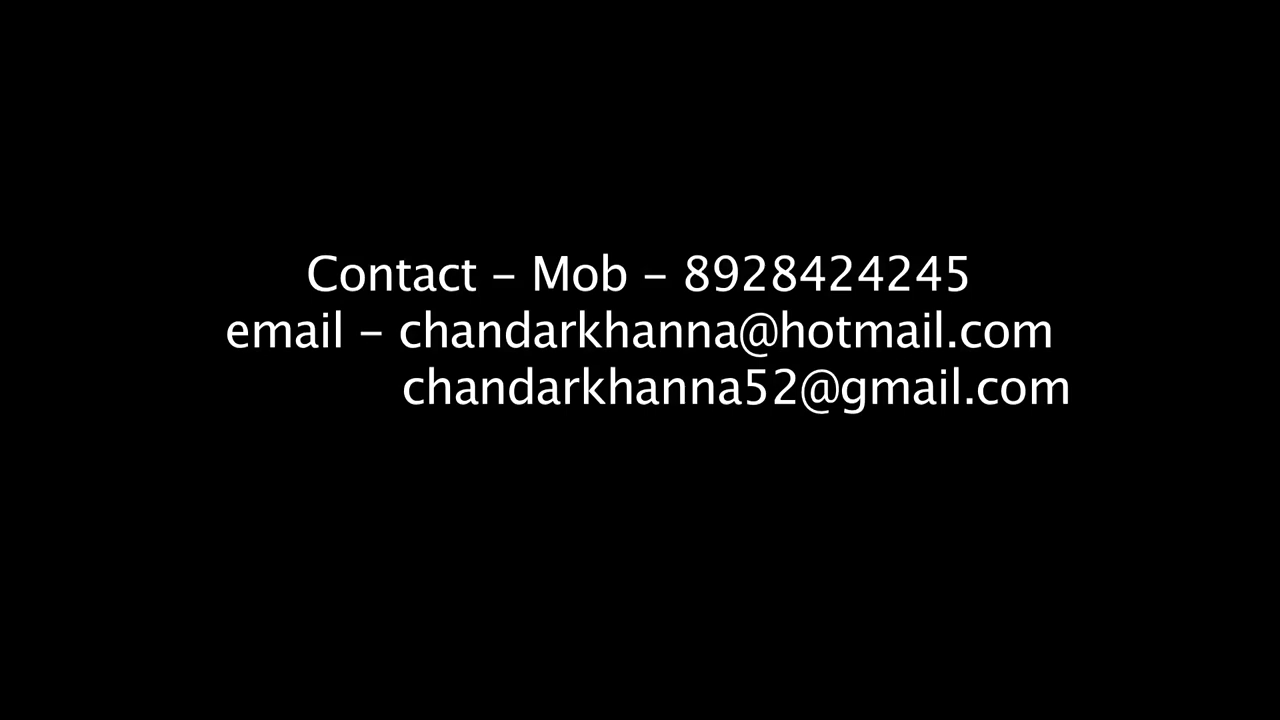 Contact – Mob – 8928424245
email – chandarkhanna@hotmail.com
chandarkhanna52@gmail.com